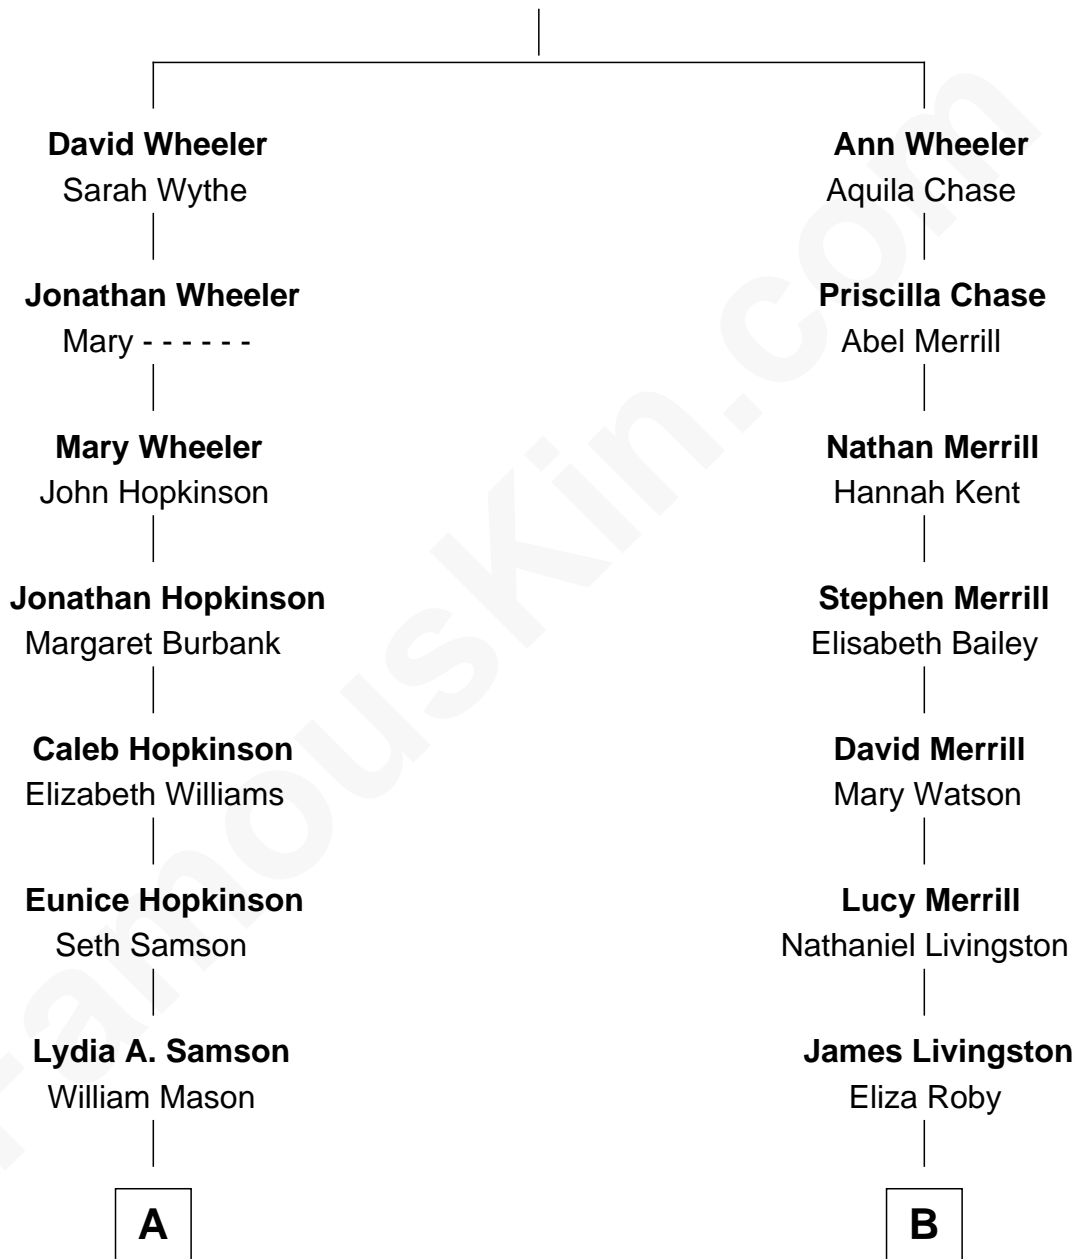 David Wheeler
Sarah Wythe
Jonathan Wheeler
Mary - - - - - -
Mary Wheeler
John Hopkinson
Jonathan Hopkinson
Margaret Burbank
Caleb Hopkinson
Elizabeth Williams
Eunice Hopkinson
Seth Samson
Lydia A. Samson
William Mason
A
Ann Wheeler
Aquila Chase
Priscilla Chase
Abel Merrill
Nathan Merrill
Hannah Kent
Stephen Merrill
Elisabeth Bailey
David Merrill
Mary Watson
Lucy Merrill
Nathaniel Livingston
James Livingston
Eliza Roby
B
FamousKin.com